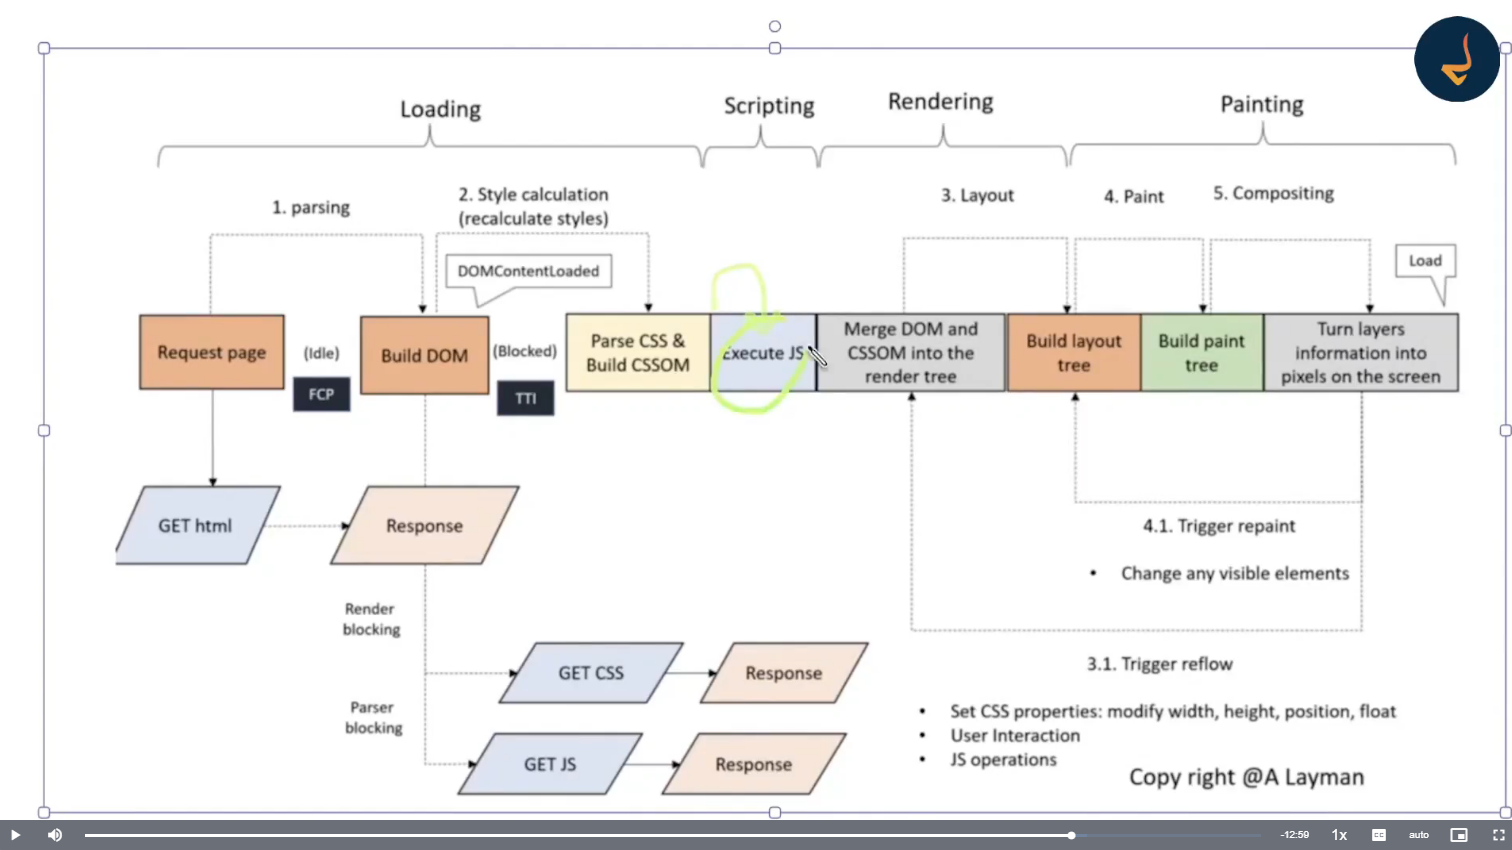 Loading
Scripting
Rendering
Painting
1. parsing
2. Style calculation
(recalculate styles)
3. Layout
4. Paint
5. Compositing
DOMContentLoaded
Load
Request page
(Idle)
FCP
Build DOM
(Blocked)
TTI
Parse CSS &
Build CSSOM
Execute JS
Merge DOM and
CSSOM into the
render tree
Build layout
tree
Build paint
tree
Turn layers
information into
pixels on the screen
GET html
Response
4.1. Trigger repaint
• Change any visible elements
Render
blocking
GET CSS
Response
3.1. Trigger reflow
Parser
blocking
GET JS
Response
• Set CSS properties: modify width, height, position, float
• User Interaction
• JS operations
Copy right @A Layman
-12:59
1x
CC
auto